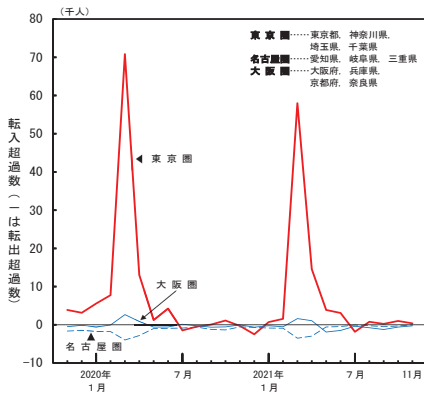 (千人)
80
70
60
50
40
30
20
10
0
-10
転入超過数（－は転出超過数）
東京圏……東京都，神奈川県，
埼玉県，千葉県
名古屋圏……愛知県，岐阜県，三重県
大阪圏……大阪府，兵庫県，
京都府，奈良県
東京圏
大阪圏
名古屋圏
2020年
1月
7月
2021年
1月
7月
11月